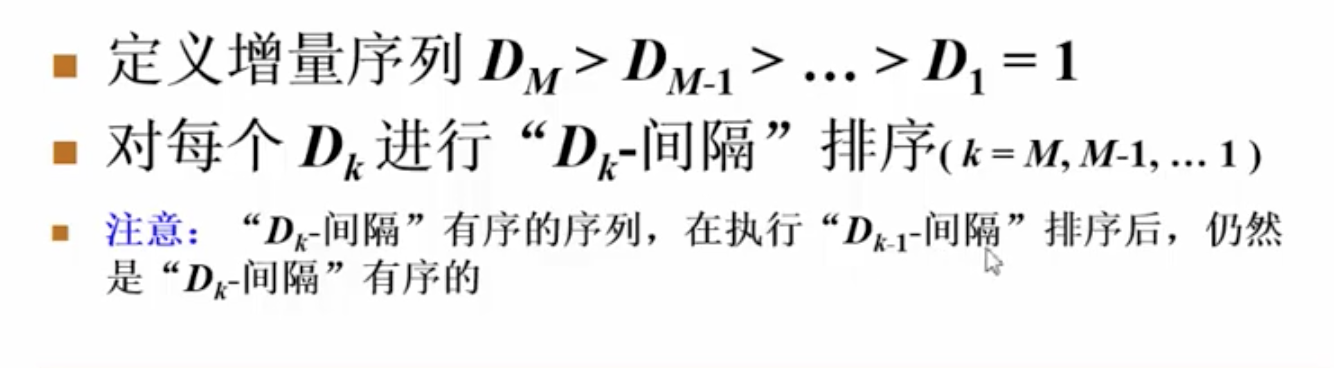 定义增量序列 D_M > D_{M-1} > … > D_1 = 1
对每个 D_k 进行“D_k-间隔”排序( k = M, M-1, … 1 )
注意：“D_k-间隔”有序的序列，在执行“D_{k-1}-间隔”排序后，仍然
是“D_k-间隔”有序的